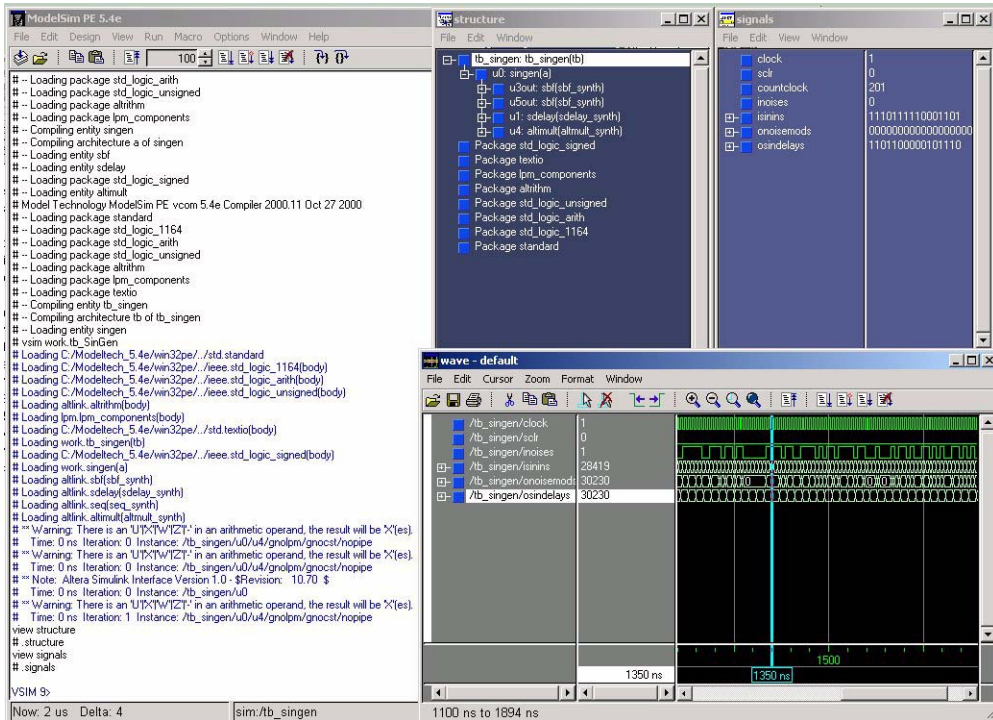 ModelSim PE 5.4e
File Edit Design View Run Macro Options Window Help
100
# -- Loading package std_logic_arith
# -- Loading package std_logic_unsigned
# -- Loading package altrithm
# -- Loading package lpm_components
# -- Compiling entity singen
# -- Compiling architecture a of singen
# -- Loading entity sbf
# -- Loading entity sdelay
# -- Loading package std_logic_signed
# -- Loading entity altimult
# Model Technology ModelSim PE vcom 5.4e Compiler 2000.11 Oct 27 2000
# -- Loading package standard
# -- Loading package std_logic_1164
# -- Loading package std_logic_arith
# -- Loading package std_logic_unsigned
# -- Loading package altrithm
# -- Loading package lpm_components
# -- Loading package textio
# -- Compiling entity tb_singen
# -- Compiling architecture tb of tb_singen
# -- Loading entity singen
# vsim work.tb_SinGen
# Loading C:/Modeltech_5.4e/win32pe/../std.standard
# Loading C:/Modeltech_5.4e/win32pe/../ieee.std_logic_1164(body)
# Loading C:/Modeltech_5.4e/win32pe/../ieee.std_logic_arith(body)
# Loading C:/Modeltech_5.4e/win32pe/../ieee.std_logic_unsigned(body)
# Loading altlink.altrithm(body)
# Loading lpm.lpm_components(body)
# Loading C:/Modeltech_5.4e/win32pe/../std.textio(body)
# Loading work.tb_singen(tb)
# Loading C:/Modeltech_5.4e/win32pe/../ieee.std_logic_signed(body)
# Loading work.singen(a)
# Loading altlink.sbf(sbf_synth)
# Loading altlink.sdelay(sdelay_synth)
# Loading altlink.seq(seq_synth)
# Loading altlink.altimult(altmult_synth)
# ** Warning: There is an 'U'|'X'|'W'|'Z'|'-' in an arithmetic operand, the result will be 'X'(es).
# Time: 0 ns Iteration: 0 Instance: /tb_singen/u0/u4/gnolpm/gnocst/nopipe
# ** Warning: There is an 'U'|'X'|'W'|'Z'|'-' in an arithmetic operand, the result will be 'X'(es).
# Time: 0 ns Iteration: 0 Instance: /tb_singen/u0/u4/gnolpm/gnocst/nopipe
# ** Note: Altera Simulink Interface Version 1.0 - $Revision: 10.70 $
# Time: 0 ns Iteration: 0 Instance: /tb_singen/u0
# ** Warning: There is an 'U'|'X'|'W'|'Z'|'-' in an arithmetic operand, the result will be 'X'(es).
# Time: 0 ns Iteration: 1 Instance: /tb_singen/u0/u4/gnolpm/gnocst/nopipe
view structure
# .structure
view signals
# .signals
VSIM 9>
Now: 2 us Delta: 4
sim:/tb_singen
structure
File Edit Window
tb_singen: tb_singen(tb)
u0: singen(a)
u3out: sbf(sbf_synth)
u5out: sbf(sbf_synth)
u1: sdelay(sdelay_synth)
u4: altimult(altmult_synth)
Package std_logic_signed
Package textio
Package lpm_components
Package altrithm
Package std_logic_unsigned
Package std_logic_arith
Package std_logic_1164
Package standard
signals
File Edit View Window
clock 1
sclr 0
countclock 201
inoises 0
isinins 1110111110001101
onoisemods 0000000000000000
osindelays 1101100000101110
wave - default
File Edit Cursor Zoom Format Window
/tb_singen/clock 1
/tb_singen/sclr 0
/tb_singen/inoises 1
/tb_singen/isinins 28419
/tb_singen/onoisemods 30230
/tb_singen/osindelays 30230
0
0
0
1500
1350 ns
1350 ns
1100 ns to 1894 ns